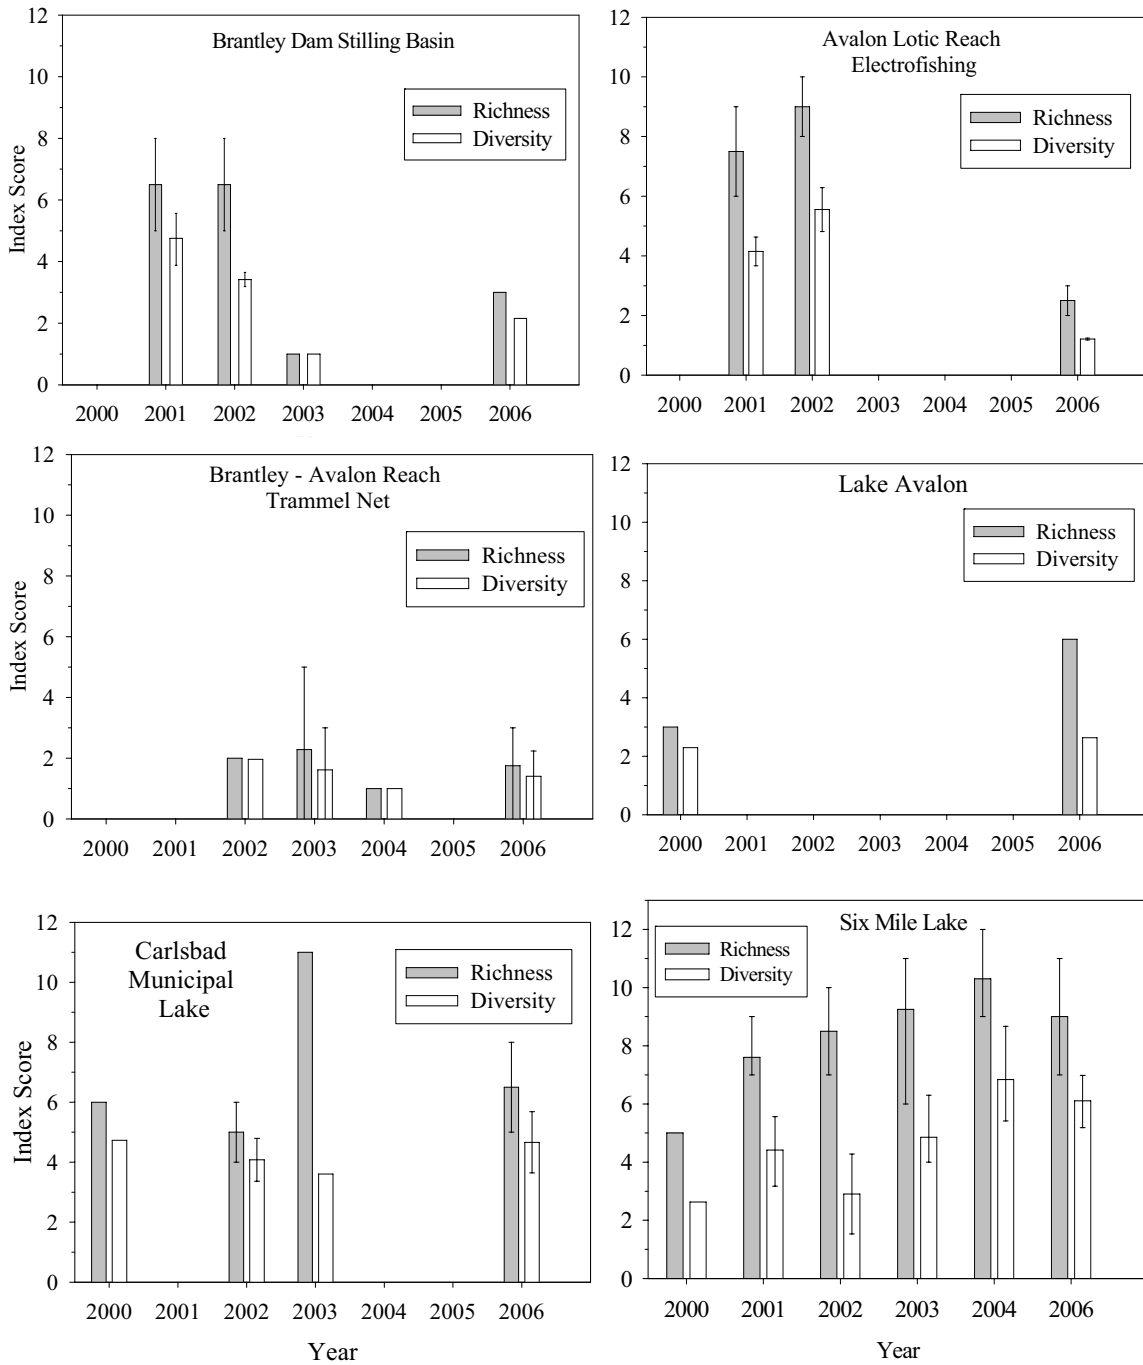 Brantley Dam Stilling Basin
Richness
Diversity
Index Score
12
10
8
6
4
2
0
2000 2001 2002 2003 2004 2005 2006
Avalon Lotic Reach
Electrofishing
Richness
Diversity
12
10
8
6
4
2
0
2000 2001 2002 2003 2004 2005 2006
Brantley - Avalon Reach
Trammel Net
Richness
Diversity
Index Score
12
10
8
6
4
2
0
2000 2001 2002 2003 2004 2005 2006
Lake Avalon
Richness
Diversity
12
10
8
6
4
2
0
2000 2001 2002 2003 2004 2005 2006
Carlsbad
Municipal
Lake
Richness
Diversity
Index Score
12
10
8
6
4
2
0
2000 2001 2002 2003 2004 2005 2006
Year
Six Mile Lake
Richness
Diversity
12
10
8
6
4
2
0
2000 2001 2002 2003 2004 2006
Year